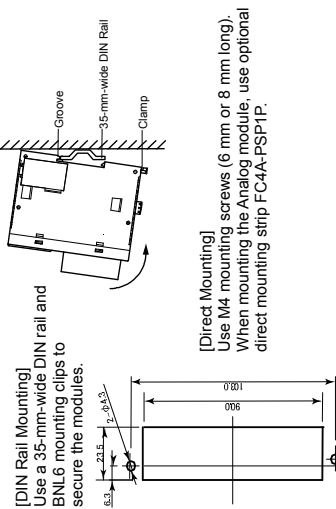 [DIN Rail Mounting]
Use a 35-mm-wide DIN rail and
BNL6 mounting clips to
secure the modules.
Groove
35-mm-wide DIN Rail
Clamp
[Direct Mounting]
Use M4 mounting screws (6 mm or 8 mm long).
When mounting the Analog module, use optional
direct mounting strip FC4A-PSP1P.
2-φ4.3
23.5
6.3
90.0
103.0